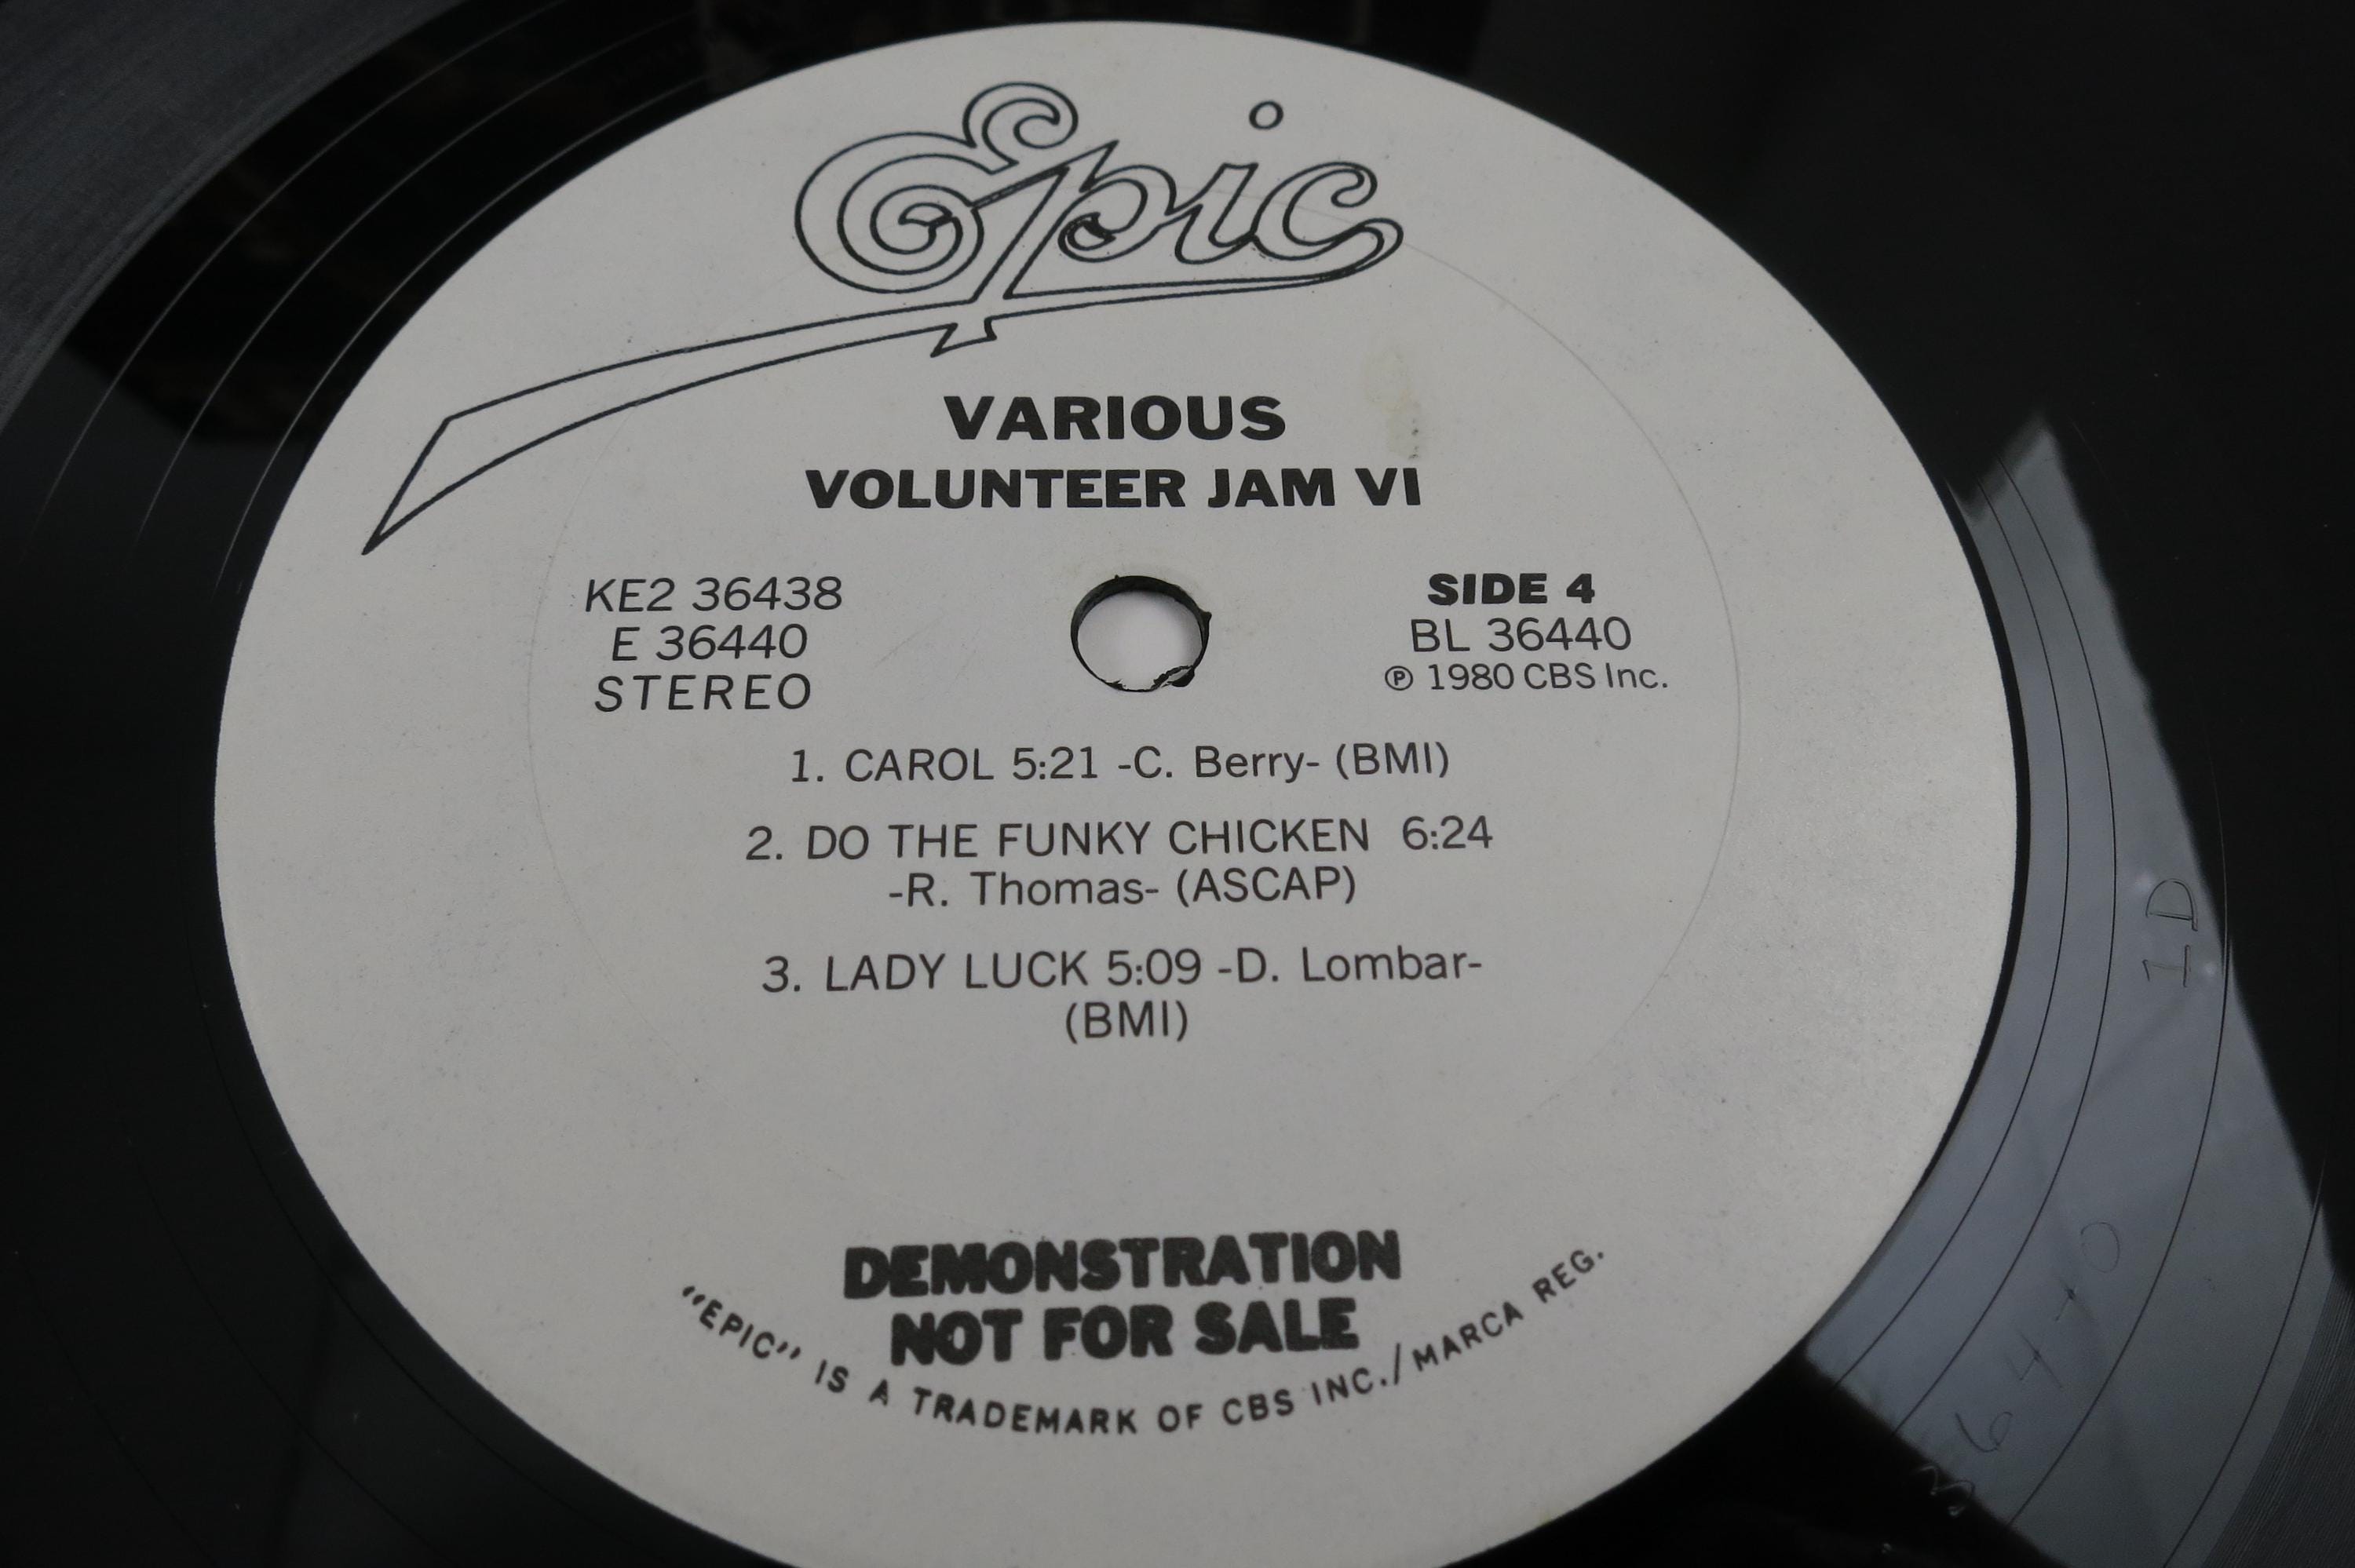 Epic
VARIOUS
VOLUNTEER JAM VI
KE2 36438
E 36440
STEREO
SIDE 4
BL 36440
℗ 1980 CBS Inc.
1. CAROL 5:21 -C. Berry- (BMI)
2. DO THE FUNKY CHICKEN 6:24
-R. Thomas- (ASCAP)
3. LADY LUCK 5:09 -D. Lombar-
(BMI)
DEMONSTRATION
NOT FOR SALE
"EPIC" IS A TRADEMARK OF CBS INC./MARCA REG.
36440
1D